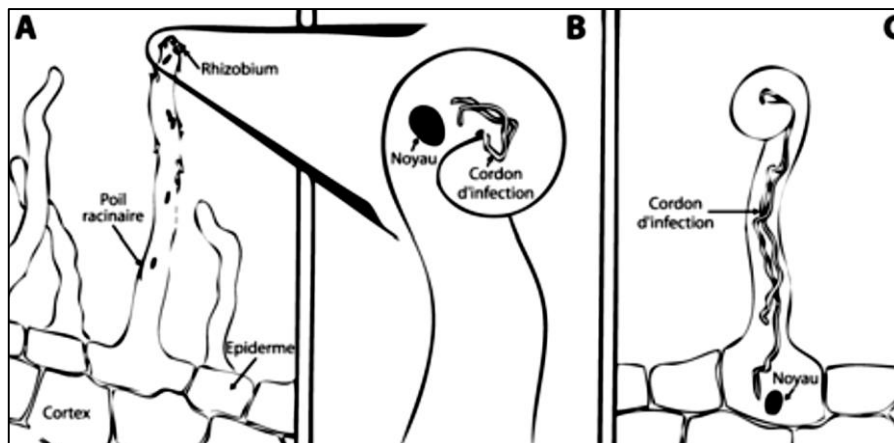 A
Rhizobium
Poil
racinaire
Epiderme
Cortex
B
Noyau
Cordon
d'infection
C
Cordon
d'infection
Noyau